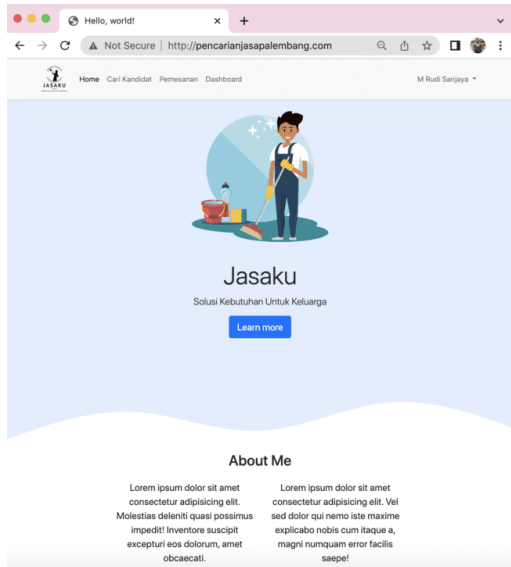 Hello, world!
Not Secure | http://pencarianjasapalembang.com
JASAKU
Home Cari Kandidat Pemesanan Dashboard
M Rudi Sanjaya
Jasaku
Solusi Kebutuhan Untuk Keluarga
Learn more
About Me
Lorem ipsum dolor sit amet
consectetur adipisicing elit.
Molestias deleniti quasi possimus
impedit! Inventore suscipit
excepturi eos dolorum, amet
obcaecati.
Lorem ipsum dolor sit amet
consectetur adipisicing elit. Vel
sed dolor qui nemo iste maxime
explicabo nobis cum itaque a,
magni numquam error facilis
saepe!